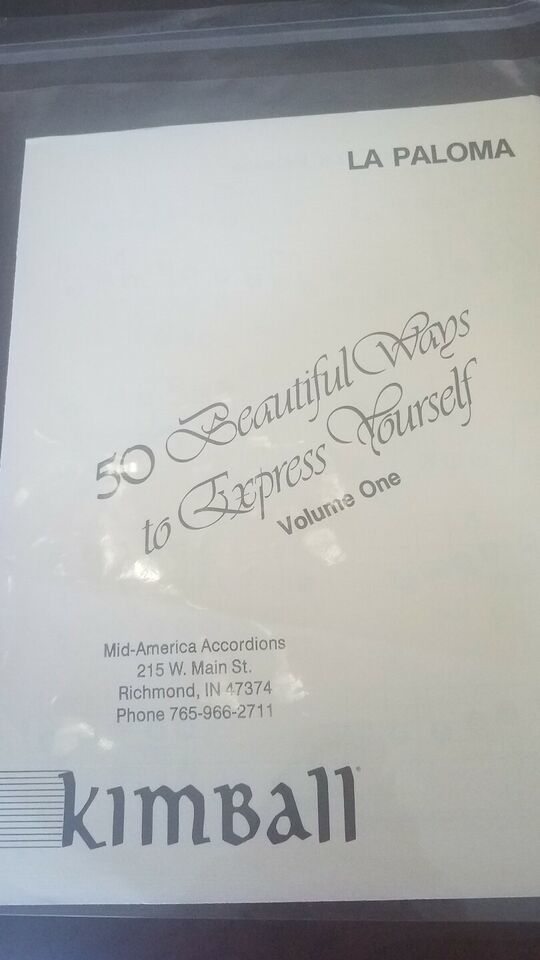 LA PALOMA
50 Beautiful Ways
to Express Yourself
Volume One
Mid-America Accordions
215 W. Main St.
Richmond, IN 47374
Phone 765-966-2711
KIMBall